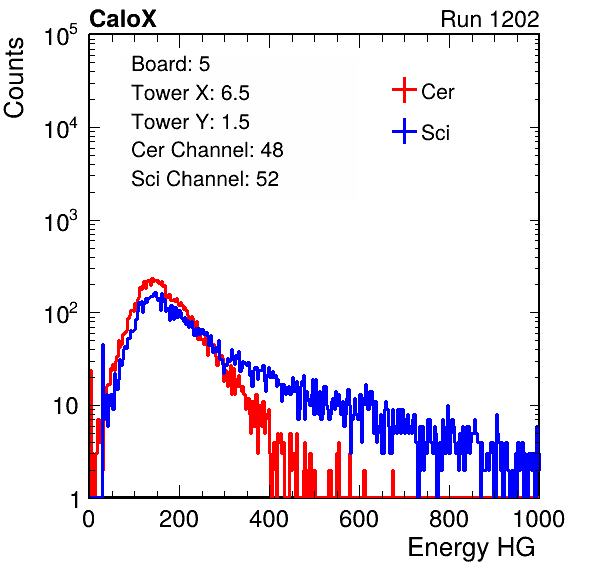 CaloX Run 1202
Counts
10^5
10^4
10^3
10^2
10
1
Board: 5
Tower X: 6.5
Tower Y: 1.5
Cer Channel: 48
Sci Channel: 52
Cer
Sci
0 200 400 600 800 1000
Energy HG